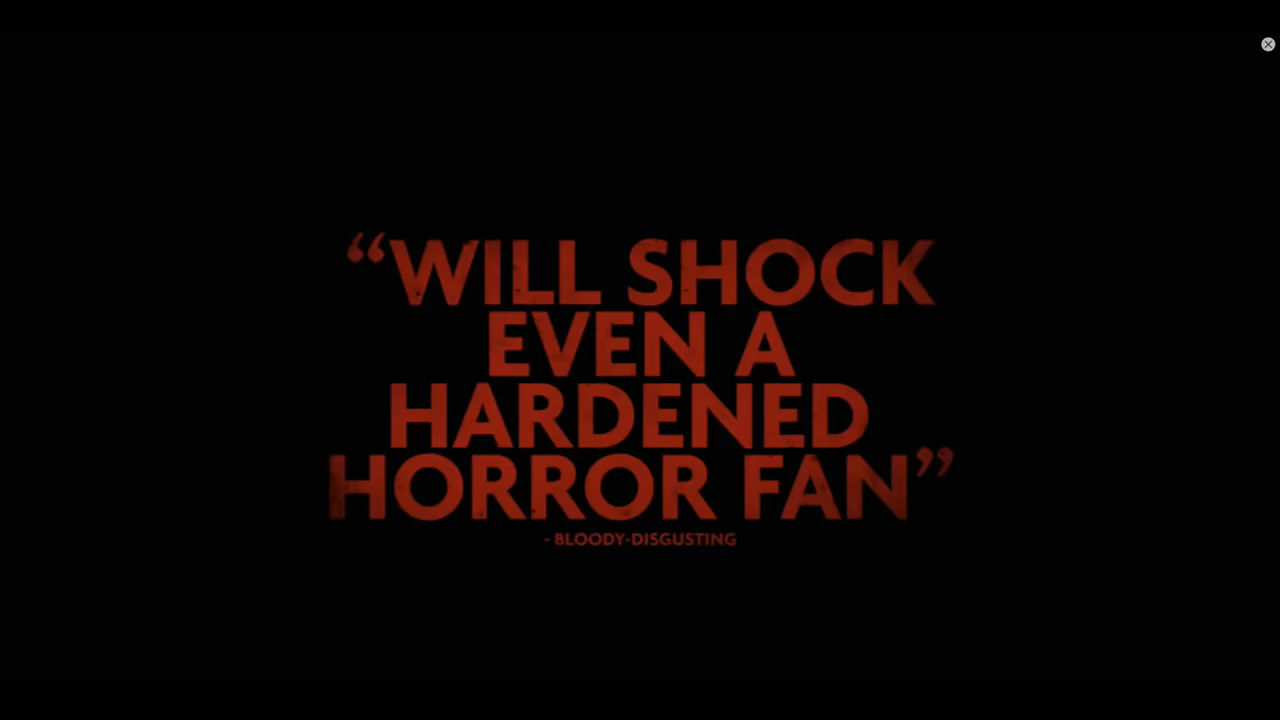 “WILL SHOCK
EVEN A
HARDENED
HORROR FAN”
- BLOODY-DISGUSTING